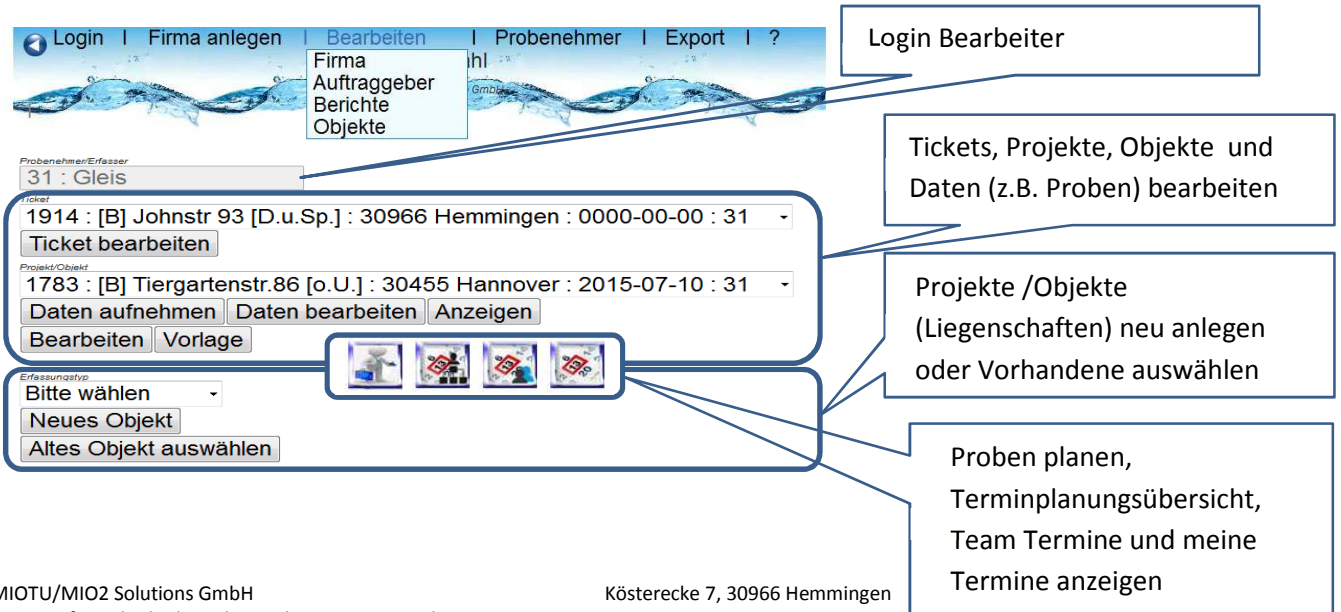 Login I Firma anlegen I Bearbeiten I Probenehmer I Export I ?
Firma
Auftraggeber
Berichte
Objekte
GmbH
Login Bearbeiter
Probenehmer/Erfasser
31 : Gleis
Tickets, Projekte, Objekte und
Daten (z.B. Proben) bearbeiten
Ticket
1914 : [B] Johnstr 93 [D.u.Sp.] : 30966 Hemmingen : 0000-00-00 : 31
Ticket bearbeiten
Projekt/Objekt
1783 : [B] Tiergartenstr.86 [o.U.] : 30455 Hannover : 2015-07-10 : 31
Daten aufnehmen Daten bearbeiten Anzeigen
Bearbeiten Vorlage
Projekte /Objekte
(Liegenschaften) neu anlegen
oder Vorhandene auswählen
Erfassungstyp
Bitte wählen
Neues Objekt
Altes Objekt auswählen
Proben planen,
Terminplanungsübersicht,
Team Termine und meine
Termine anzeigen
MIOTU/MIO2 Solutions GmbH
Kösterecke 7, 30966 Hemmingen